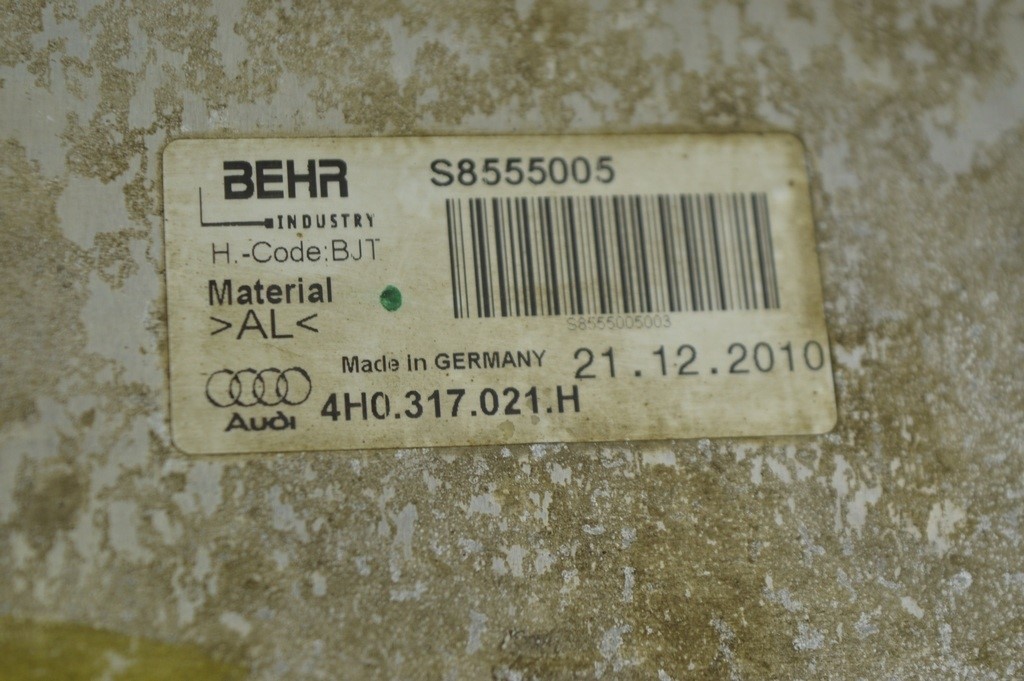 BEHR
INDUSTRY
S8555005
H.-Code:BJT
Material
>AL<
S8555005003
Made in GERMANY
21.12.2010
Audi
4H0.317.021.H